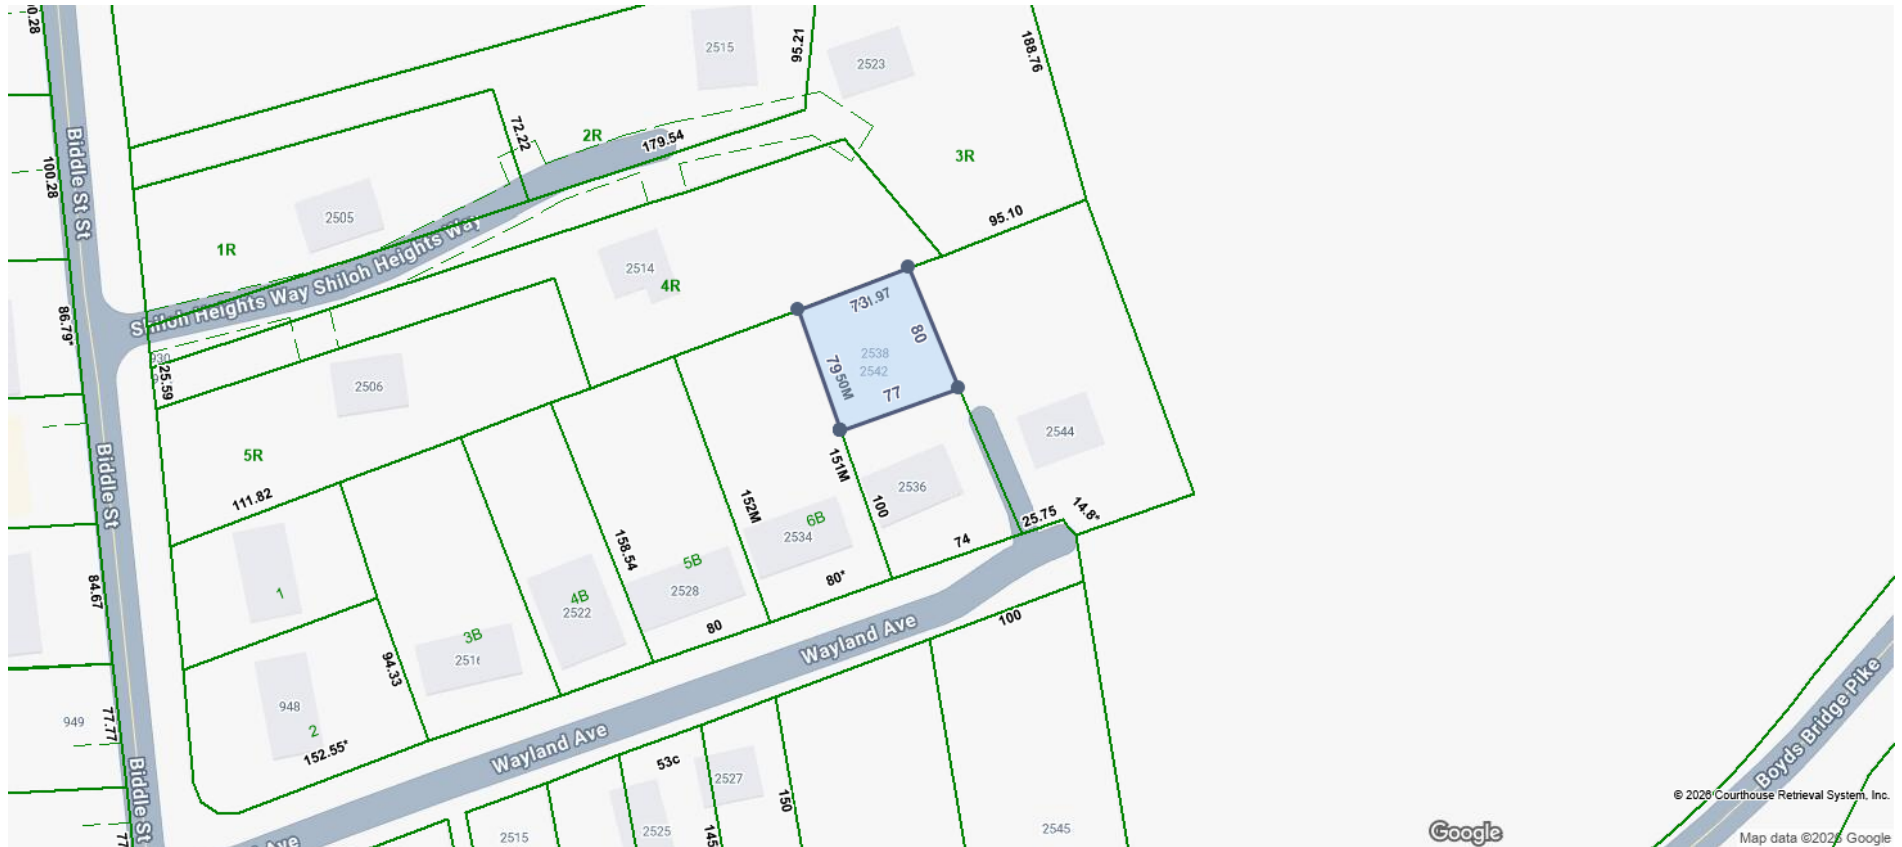 2515
95.21
2523
188.76
72.22
2R
179.54
3R
Biddle St St
100.28
2505
95.10
1R
Shiloh Heights Way Shiloh Heights Way
2514
4R
86.79*
80
2538
2542
79
50M
77
930
25.59
2506
5R
2544
111.82
151M
100
2536
Biddle St
152M
6B
2534
25.75
14.8*
158.54
5B
2528
74
80*
84.67
1
4B
2522
80
100
Wayland Ave
3B
2516
94.33
948
2
152.55*
949
77.77
Wayland Ave
53c
2527
150
Biddle St
2515
2525
145
2545
Boyds Bridge Pike
© 2026 Courthouse Retrieval System, Inc.
Google
Map data ©2026 Google